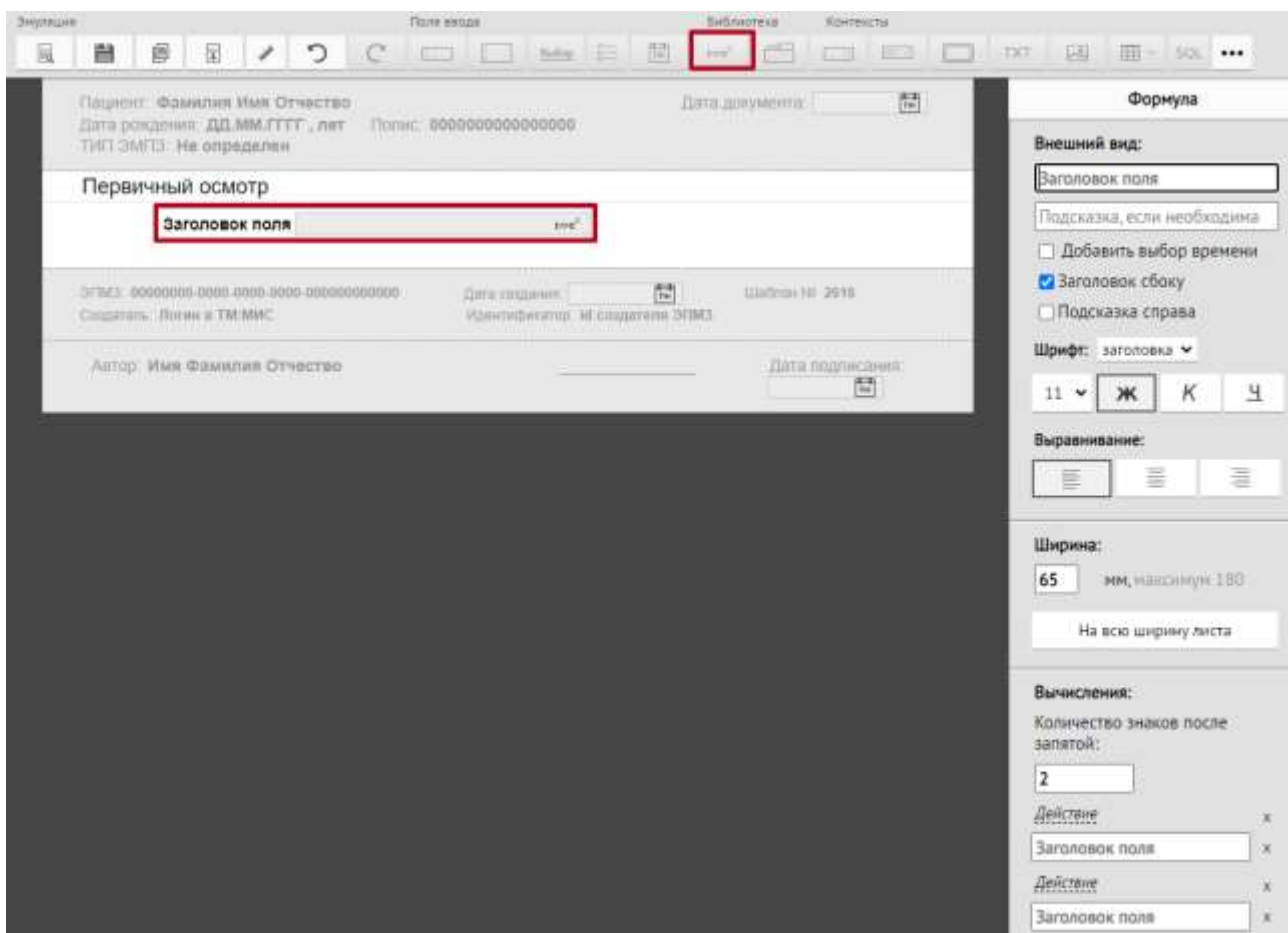 Эмуляция Поля ввода Библиотека Контексты
Выбор TXT SQL
Пациент: Фамилия Имя Отчество Дата документа:
Дата рождения: ДД.ММ.ГГГГ , лет Полис: 0000000000000000
ТИП ЭМПЗ: Не определен
Первичный осмотр
Заголовок поля
ЭПМЗ: 00000000-0000-0000-0000-000000000000 Дата создания: Шаблон № 2918
Создатель: Логин в ТМ:МИС Идентификатор: id создателя ЭПМЗ
Автор: Имя Фамилия Отчество Дата подписания:
Формула
Внешний вид:
Заголовок поля
Подсказка, если необходима
Добавить выбор времени
Заголовок сбоку
Подсказка справа
Шрифт: заголовка
11 Ж К Ч
Выравнивание:
Ширина:
65 мм, максимум 180
На всю ширину листа
Вычисления:
Количество знаков после
запятой:
2
Действие x
Заголовок поля x
Действие x
Заголовок поля x